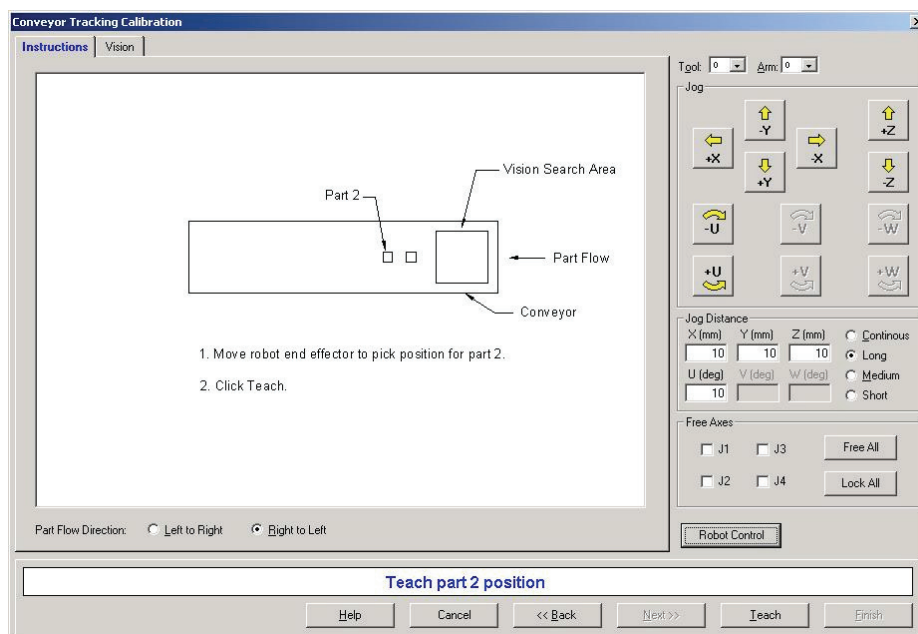 Conveyor Tracking Calibration
Instructions Vision
Tool: 0 Arm: 0
Jog
-Y
+Z
+X
-X
+Y
-Z
-U
-V
-W
+U
+V
+W
Vision Search Area
Part 2
Part Flow
Conveyor
1. Move robot end effector to pick position for part 2.
2. Click Teach.
Jog Distance
X (mm) Y (mm) Z (mm) Continous
10 10 10 Long
U (deg) V (deg) W (deg) Medium
10 Short
Free Axes
J1 J3 Free All
J2 J4 Lock All
Part Flow Direction: Left to Right Right to Left
Robot Control
Teach part 2 position
Help Cancel << Back Next >> Teach Finish